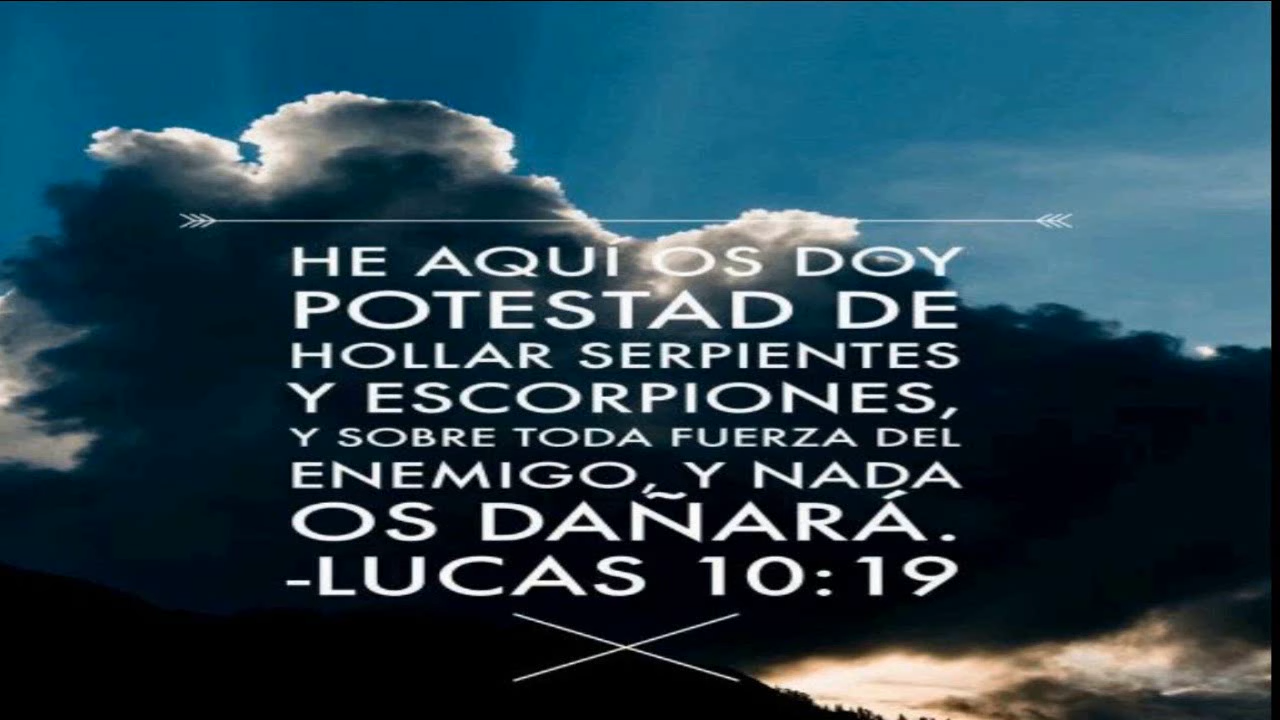 HE AQUÍ OS DOY
POTESTAD DE
HOLLAR SERPIENTES
Y ESCORPIONES,
Y SOBRE TODA FUERZA DEL
ENEMIGO, Y NADA
OS DAÑARÁ.
-LUCAS 10:19